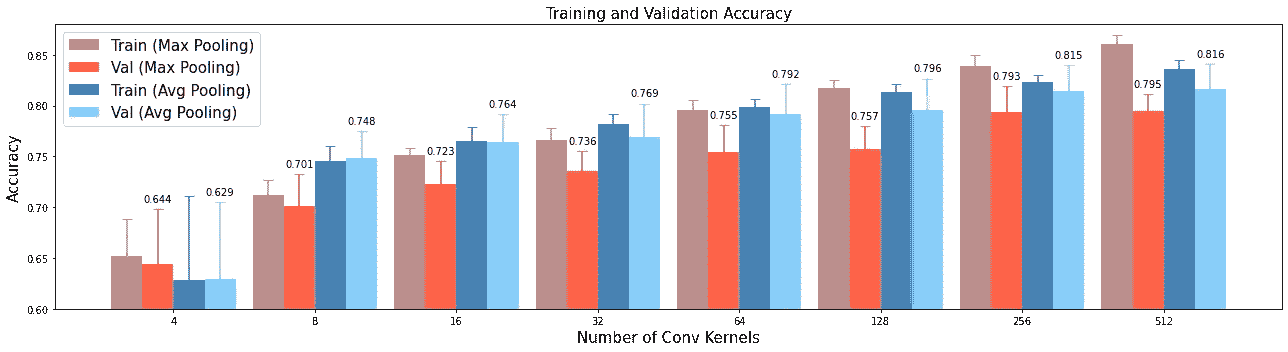 Training and Validation Accuracy
Train (Max Pooling)
Val (Max Pooling)
Train (Avg Pooling)
Val (Avg Pooling)
Accuracy
0.85
0.80
0.75
0.70
0.65
0.60
0.644
0.629
0.701
0.748
0.723
0.764
0.736
0.769
0.755
0.792
0.757
0.796
0.793
0.815
0.795
0.816
4 8 16 32 64 128 256 512
Number of Conv Kernels